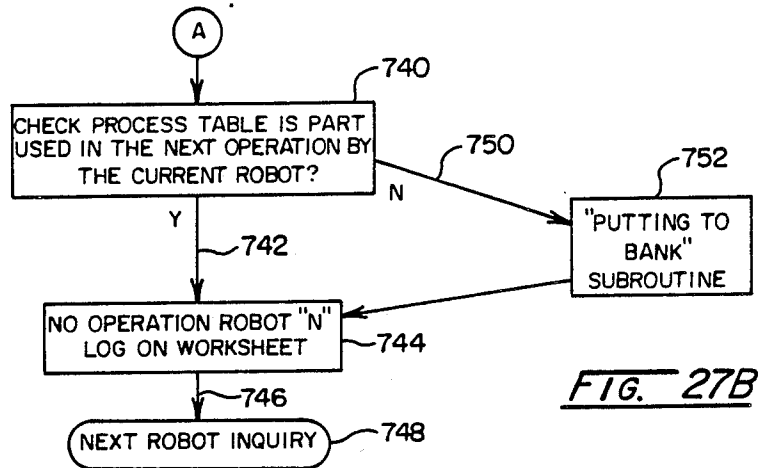 A
740
CHECK PROCESS TABLE IS PART
USED IN THE NEXT OPERATION BY
THE CURRENT ROBOT?
750
752
N
Y
742
"PUTTING TO
BANK"
SUBROUTINE
NO OPERATION ROBOT "N"
LOG ON WORKSHEET
744
746
FIG. 27B
NEXT ROBOT INQUIRY
748